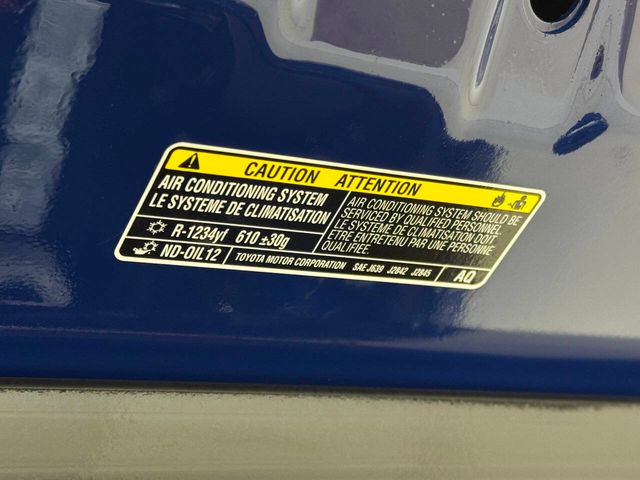 CAUTION ATTENTION
AIR CONDITIONING SYSTEM
LE SYSTEME DE CLIMATISATION
R-1234yf 610 ±30g
ND-OIL12
AIR CONDITIONING SYSTEM SHOULD BE
SERVICED BY QUALIFIED PERSONNEL.
LE SYSTEME DE CLIMATISATION DOIT
ETRE ENTRETENU PAR UNE PERSONNE
QUALIFIEE.
TOYOTA MOTOR CORPORATION SAE J639 J2842 J2845
AQ